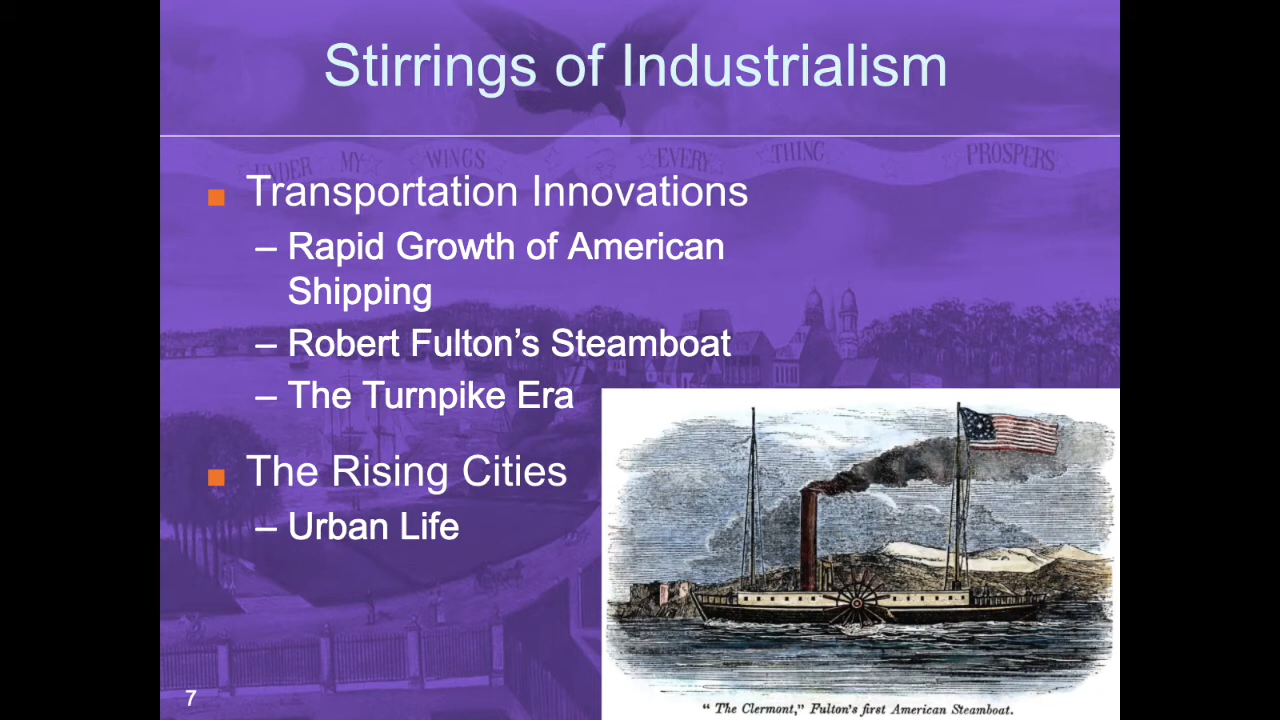 Stirrings of Industrialism
UNDER MY WINGS EVERY THING PROSPERS
■ Transportation Innovations
– Rapid Growth of American
Shipping
– Robert Fulton’s Steamboat
– The Turnpike Era
■ The Rising Cities
– Urban Life
7
“ The Clermont,” Fulton’s first American Steamboat.